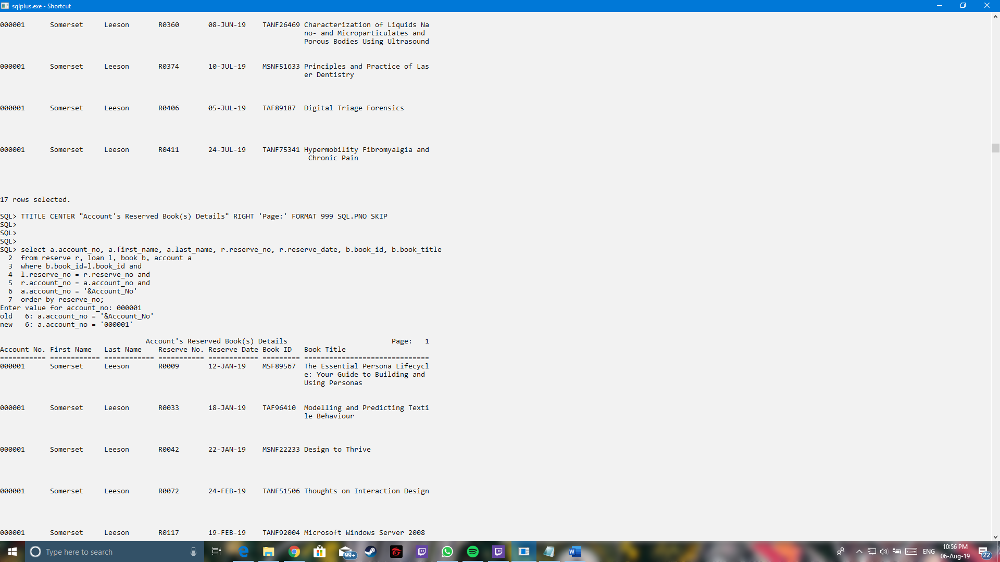 sqlplus.exe - Shortcut
000001      Somerset     Leeson       R0360       08-JUN-19    TANF26469 Characterization of Liquids Na
no- and Microparticulates and
Porous Bodies Using Ultrasound
000001      Somerset     Leeson       R0374       10-JUL-19    MSNF51633 Principles and Practice of Las
er Dentistry
000001      Somerset     Leeson       R0406       05-JUL-19    TAF89187  Digital Triage Forensics
000001      Somerset     Leeson       R0411       24-JUL-19    TANF75341 Hypermobility Fibromyalgia and
Chronic Pain
17 rows selected.
SQL> TTITLE CENTER "Account's Reserved Book(s) Details" RIGHT 'Page:' FORMAT 999 SQL.PNO SKIP
SQL>
SQL>
SQL>
SQL> select a.account_no, a.first_name, a.last_name, r.reserve_no, r.reserve_date, b.book_id, b.book_title
2  from reserve r, loan l, book b, account a
3  where b.book_id=l.book_id and
4  l.reserve_no = r.reserve_no and
5  r.account_no = a.account_no and
6  a.account_no = '&Account_No'
7  order by reserve_no;
Enter value for account_no: 000001
old   6: a.account_no = '&Account_No'
new   6: a.account_no = '000001'
Account's Reserved Book(s) Details                         Page:   1
Account No. First Name   Last Name    Reserve No. Reserve Date Book ID   Book Title
=========== ============ ============ =========== ============ ========= ==============================
000001      Somerset     Leeson       R0009       12-JAN-19    MSF89567  The Essential Persona Lifecycl
e: Your Guide to Building and
Using Personas
000001      Somerset     Leeson       R0033       18-JAN-19    TAF96410  Modelling and Predicting Texti
le Behaviour
000001      Somerset     Leeson       R0042       22-JAN-19    MSNF22233 Design to Thrive
000001      Somerset     Leeson       R0072       24-FEB-19    TANF51506 Thoughts on Interaction Design
000001      Somerset     Leeson       R0117       19-FEB-19    TANF92004 Microsoft Windows Server 2008
Type here to search
99+
W
ENG
10:56 PM
06-Aug-19
22